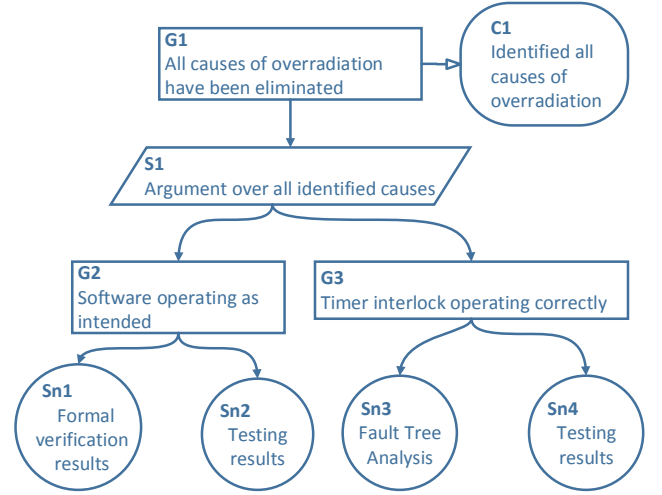 G1
All causes of overradiation
have been eliminated
C1
Identified all
causes of
overradiation
S1
Argument over all identified causes
G2
Software operating as
intended
G3
Timer interlock operating correctly
Sn1
Formal
verification
results
Sn2
Testing
results
Sn3
Fault Tree
Analysis
Sn4
Testing
results